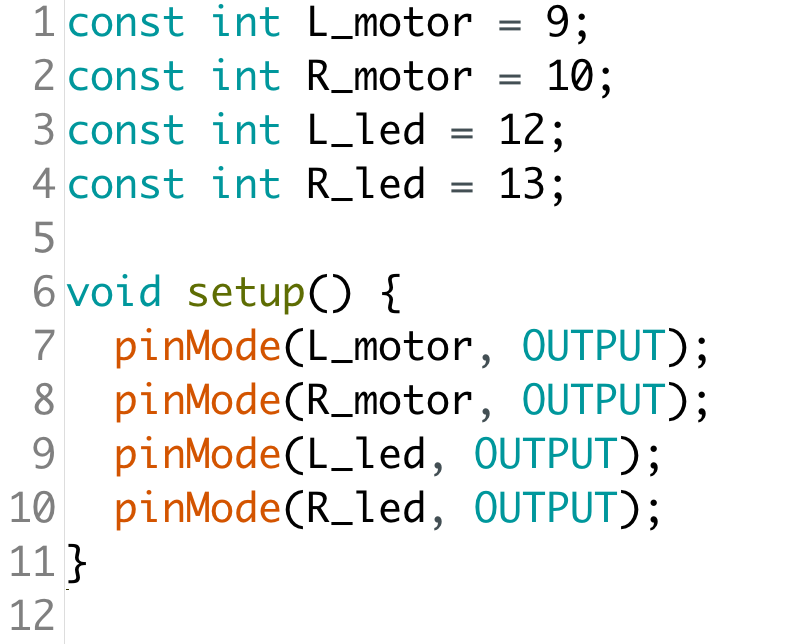 1 const int L_motor = 9;
2 const int R_motor = 10;
3 const int L_led = 12;
4 const int R_led = 13;
5
6 void setup() {
7   pinMode(L_motor, OUTPUT);
8   pinMode(R_motor, OUTPUT);
9   pinMode(L_led, OUTPUT);
10   pinMode(R_led, OUTPUT);
11 }
12